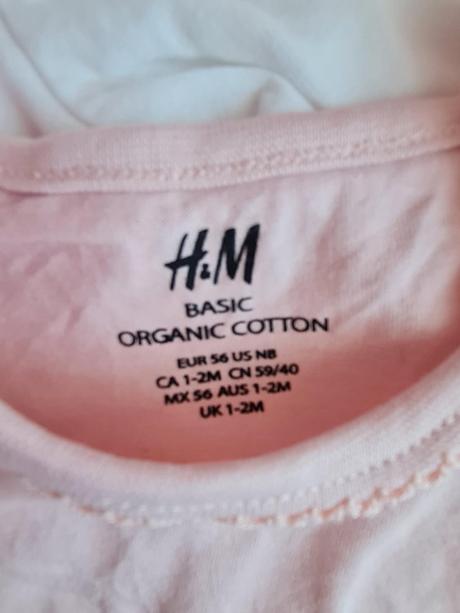 H&M
BASIC
ORGANIC COTTON
EUR 56 US NB
CA 1-2M CN 59/40
MX 56 AUS 1-2M
UK 1-2M